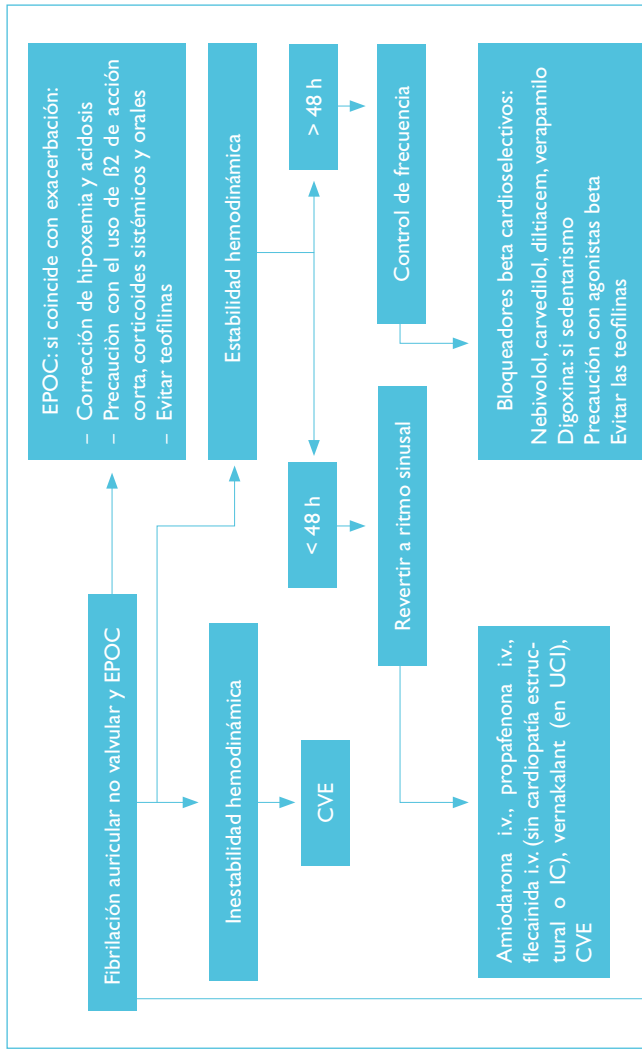 Fibrilación auricular no valvular y EPOC
EPOC: si coincide con exacerbación:
– Corrección de hipoxemia y acidosis
– Precauciòn con el uso de ß2 de acción
corta, corticoides sistémicos y orales
– Evitar teofilinas
Inestabilidad hemodinámica
Estabilidad hemodinámica
CVE
< 48 h
> 48 h
Revertir a ritmo sinusal
Control de frecuencia
Amiodarona i.v., propafenona i.v.,
flecainida i.v. (sin cardiopatía estruc-
tural o IC), vernakalant (en UCI),
CVE
Bloqueadores beta cardioselectivos:
Nebivolol, carvedilol, diltiacem, verapamilo
Digoxina: si sedentarismo
Precaución con agonistas beta
Evitar las teofilinas